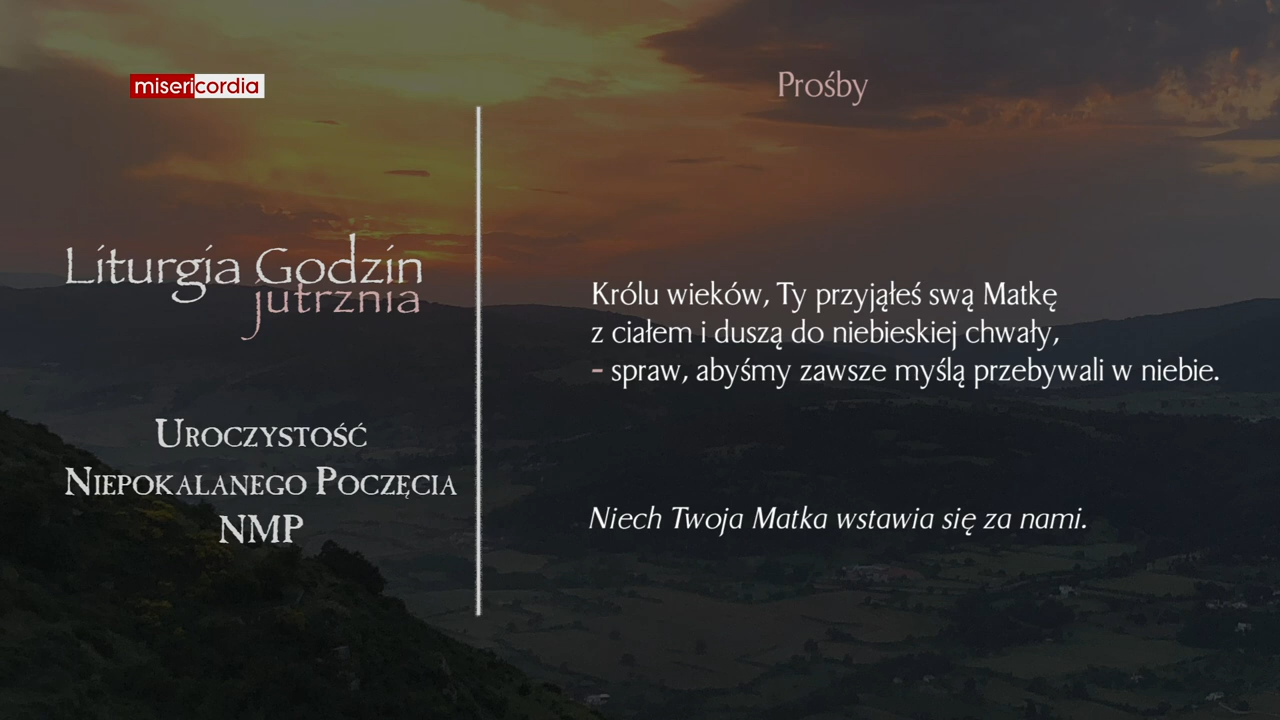 misericordia
Liturgia Godzin
jutrznia
Uroczystość
Niepokalanego Poczęcia
NMP
Prośby
Królu wieków, Ty przyjąłeś swą Matkę
z ciałem i duszą do niebieskiej chwały,
- spraw, abyśmy zawsze myślą przebywali w niebie.
Niech Twoja Matka wstawia się za nami.